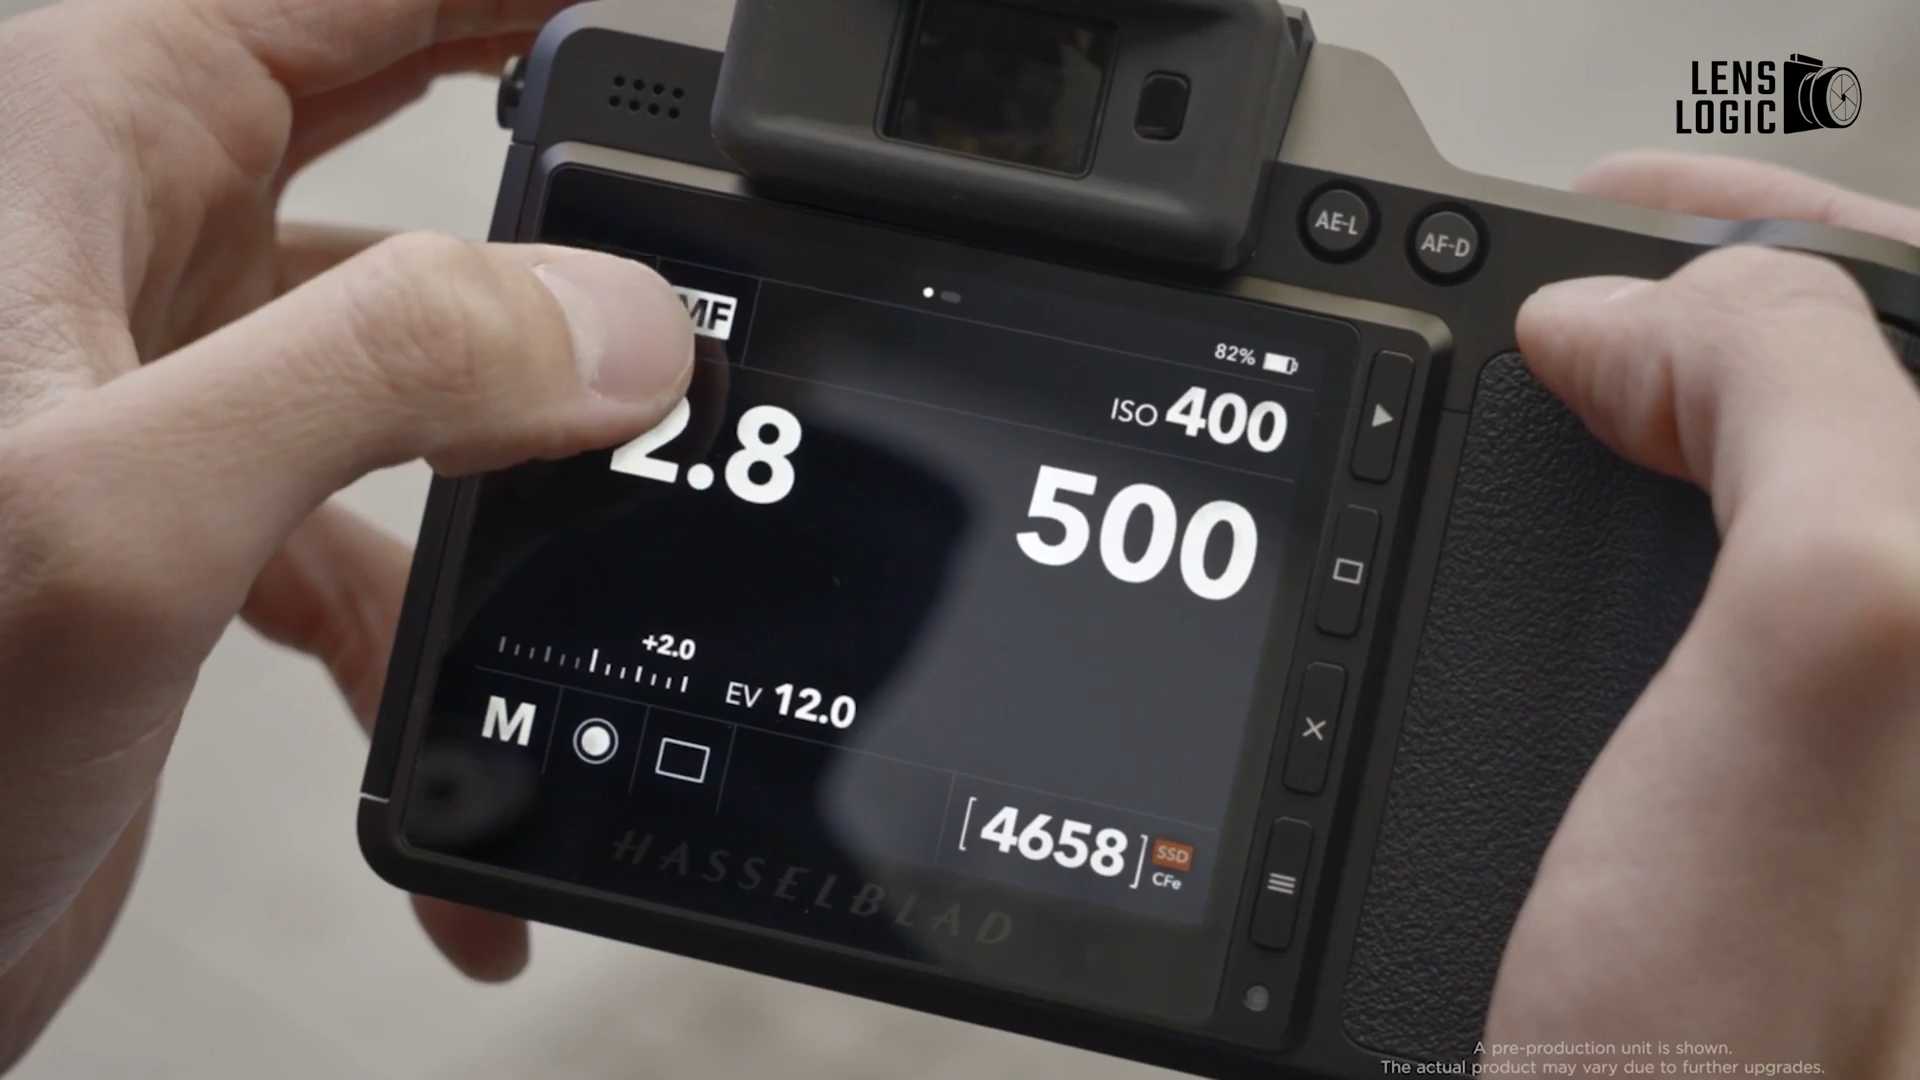 LENS
LOGIC
AE-L
AF-D
MF
82%
ISO 400
2.8
500
+2.0
EV 12.0
M
[4658] SSD
CFe
HASSELBLAD
A pre-production unit is shown.
The actual product may vary due to further upgrades.